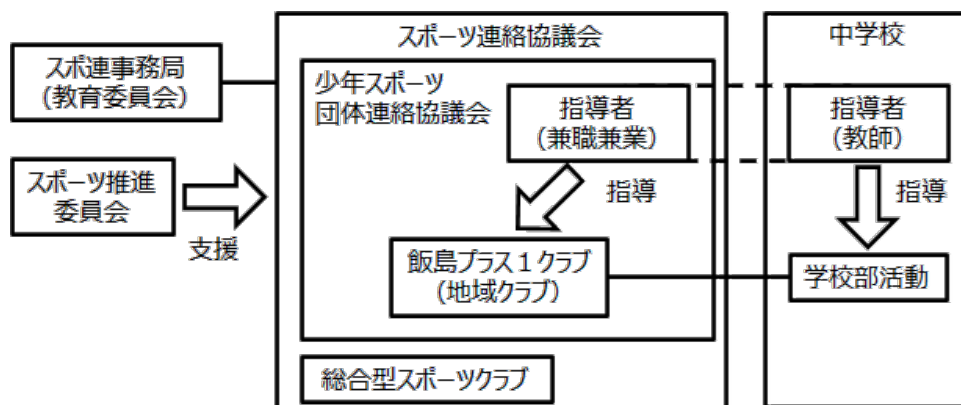 スポーツ連絡協議会
中学校
スポ連事務局
(教育委員会)
少年スポーツ
団体連絡協議会
指導者
(兼職兼業)
指導者
(教師)
スポーツ推進
委員会
支援
指導
指導
飯島プラス1クラブ
(地域クラブ)
学校部活動
総合型スポーツクラブ